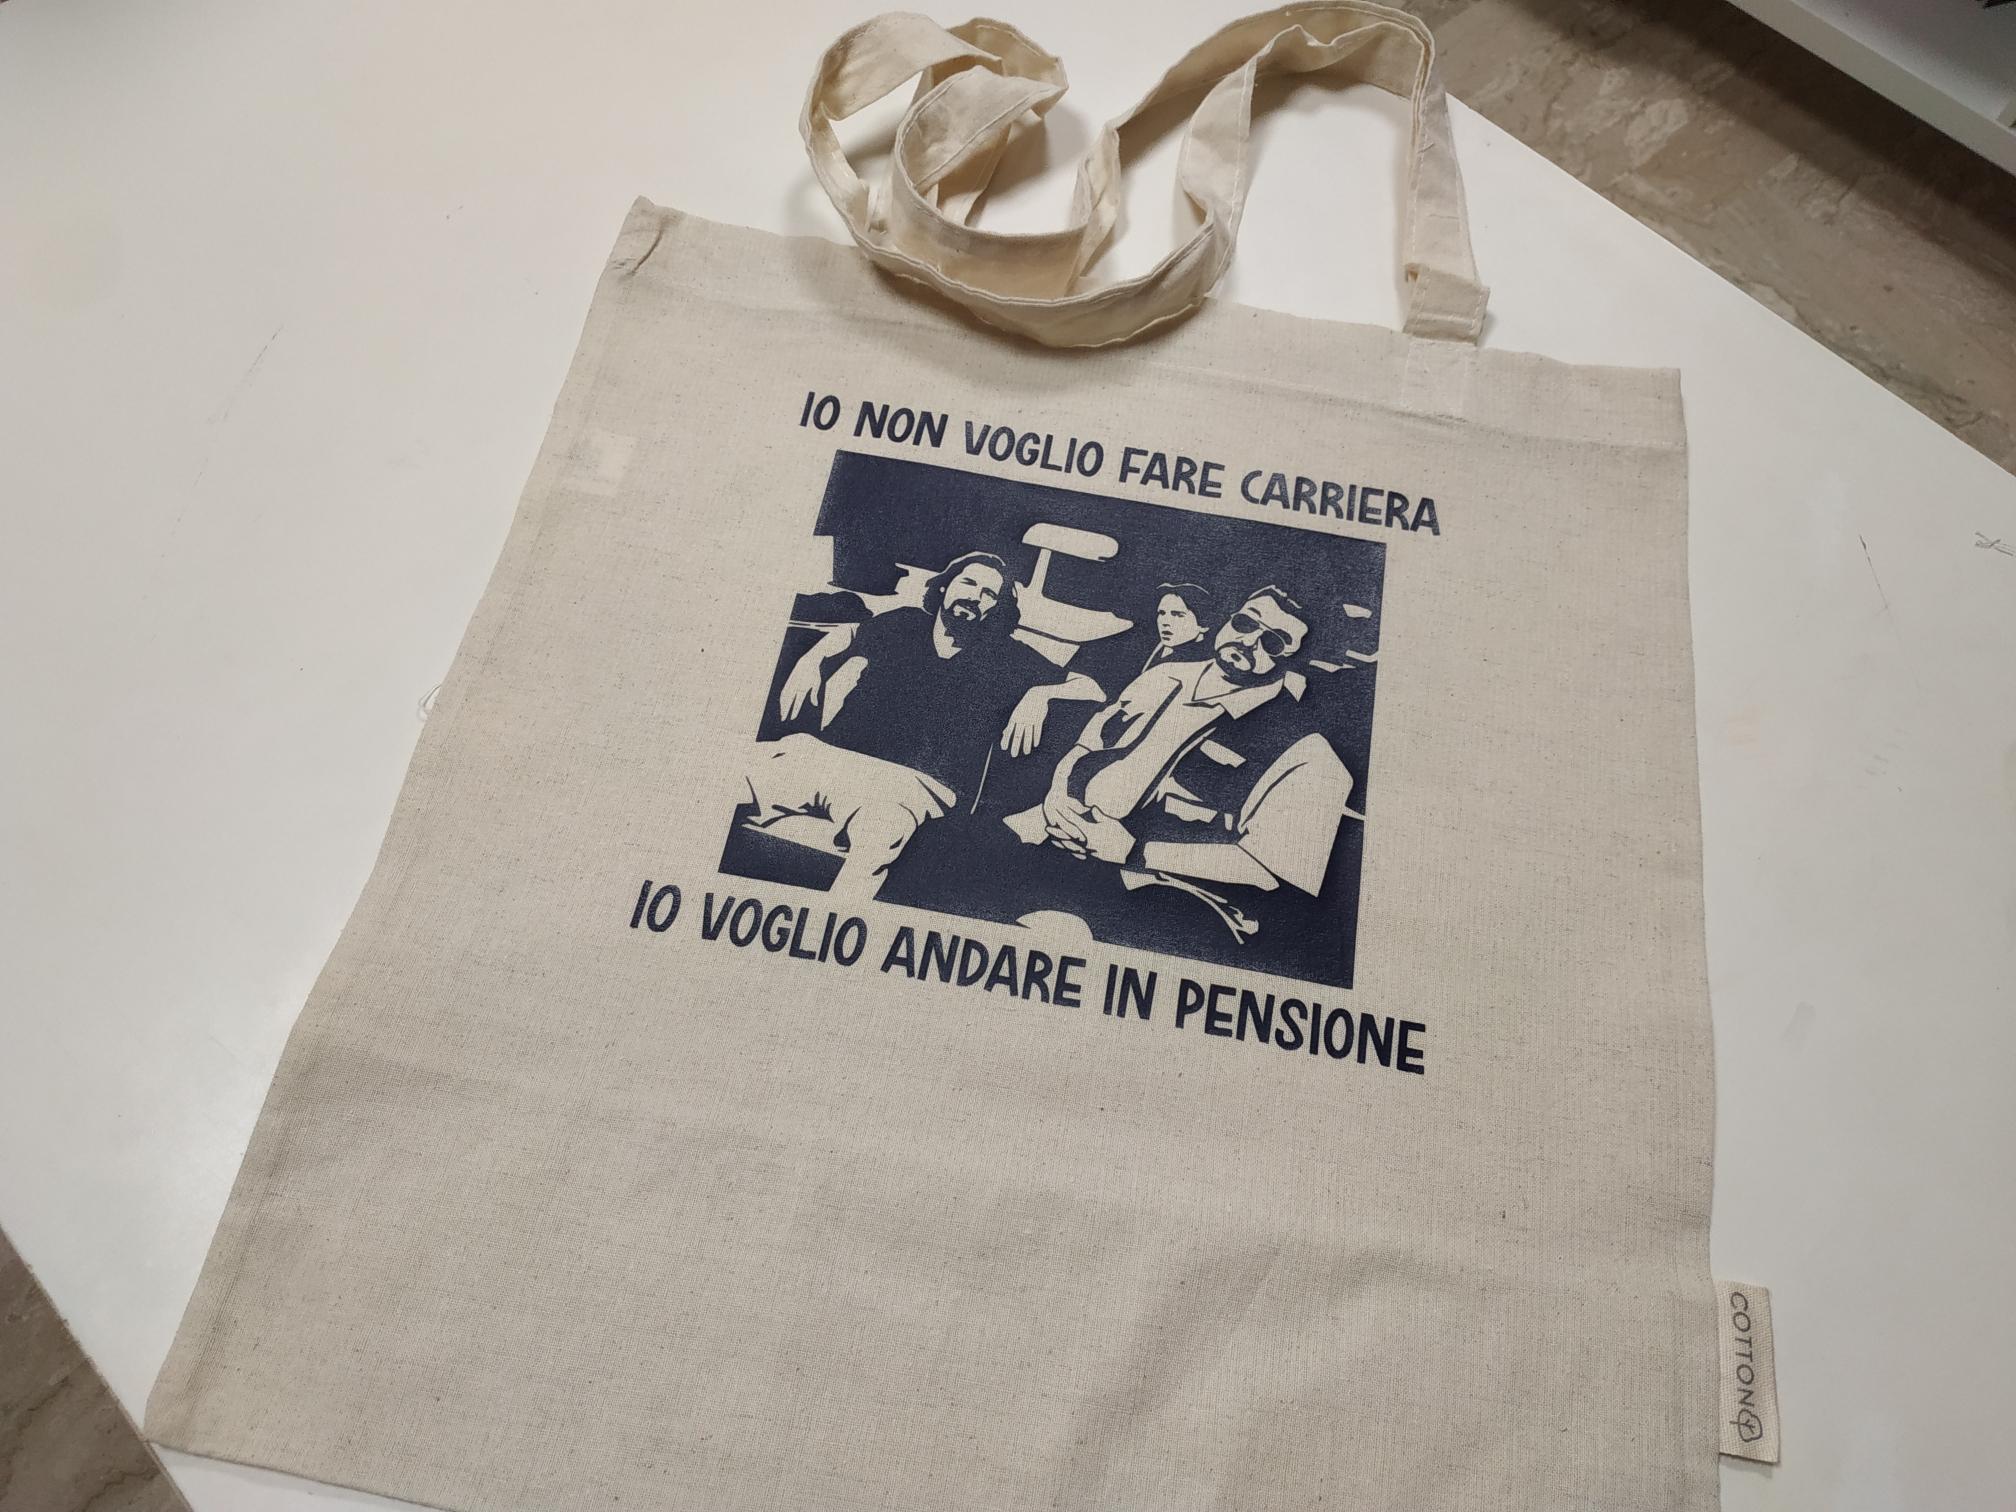 IO NON VOGLIO FARE CARRIERA
IO VOGLIO ANDARE IN PENSIONE
COTTON